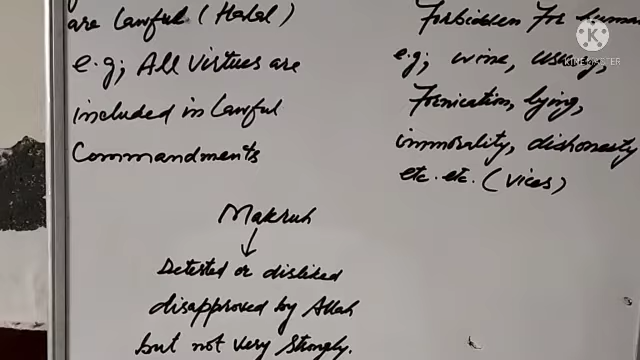 are Lawful (Halal)
e.g; All Virtues are
included in Lawful
Commandments
Forbidden For human
e.g; wine, usury,
Fornication, lying,
immorality, dishonesty
etc. etc. (vices)
Makruh
Detested or disliked
disapproved by Allah
but not very strongly.
KINEMASTER